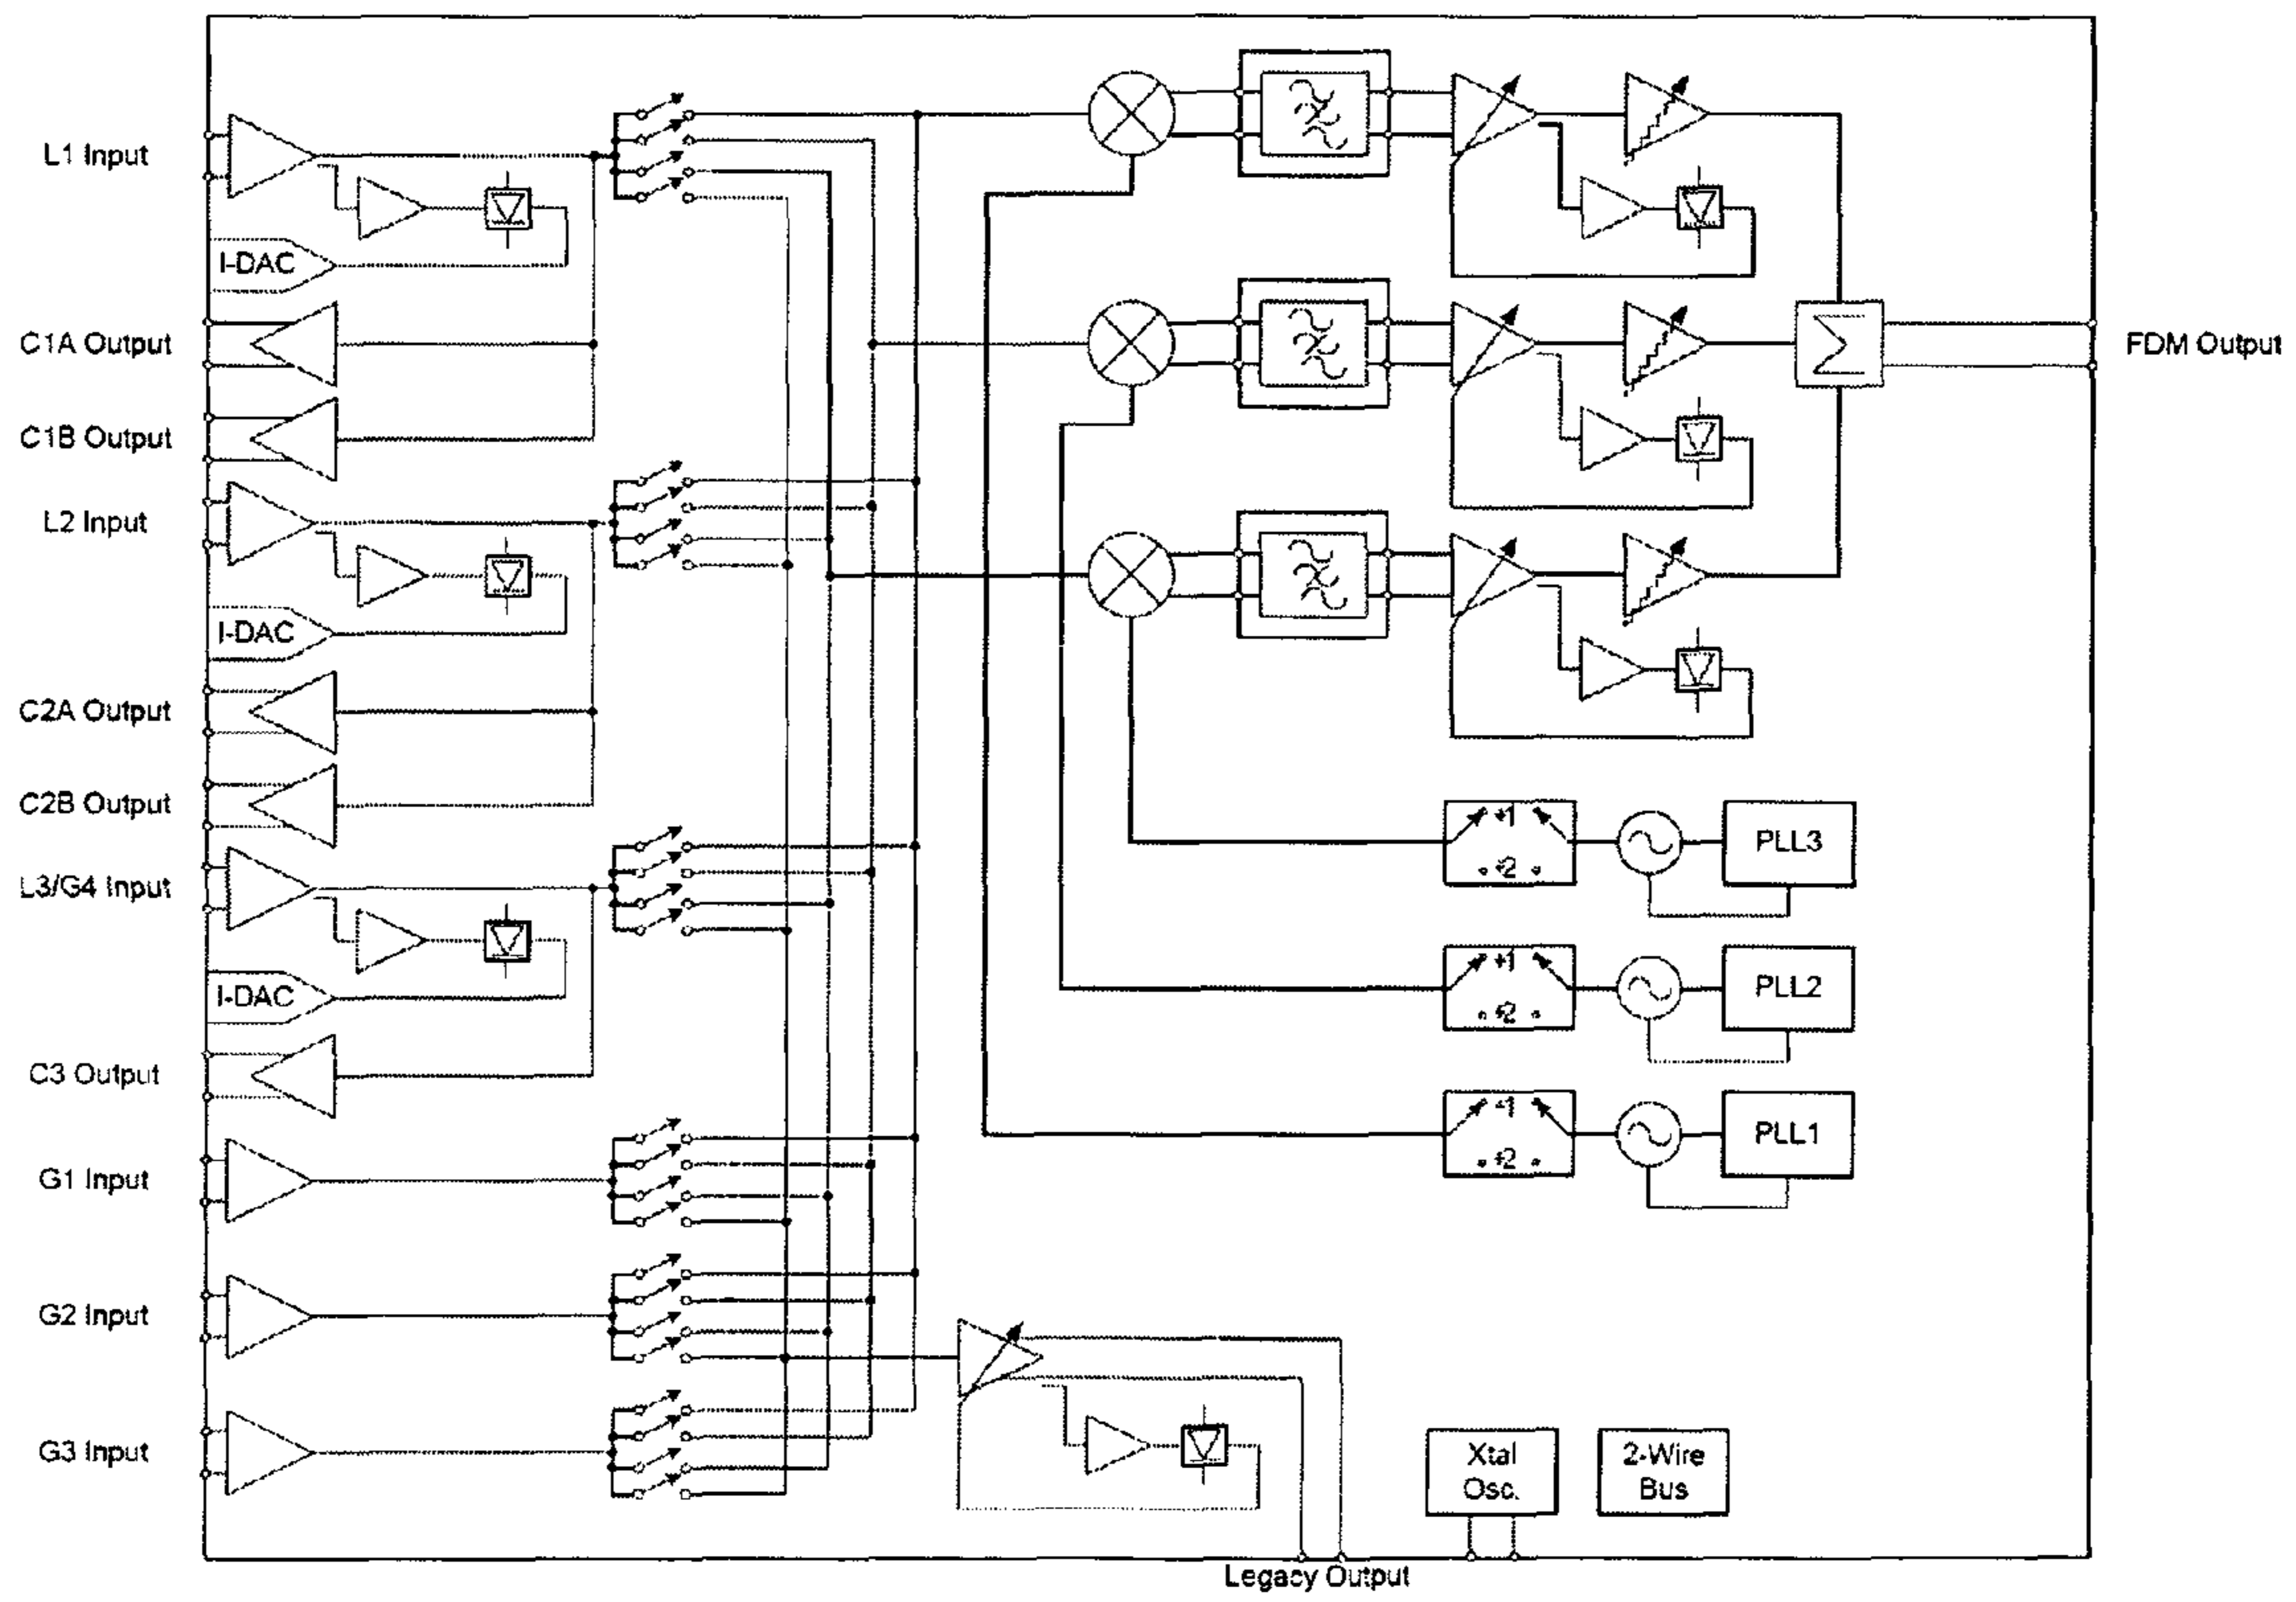 L1 Input
I-DAC
C1A Output
C1B Output
L2 Input
I-DAC
C2A Output
C2B Output
L3/G4 Input
I-DAC
C3 Output
G1 Input
G2 Input
G3 Input
FDM Output
÷1
÷2
PLL3
÷1
÷2
PLL2
÷1
÷2
PLL1
Xtal
Osc.
2-Wire
Bus
Legacy Output